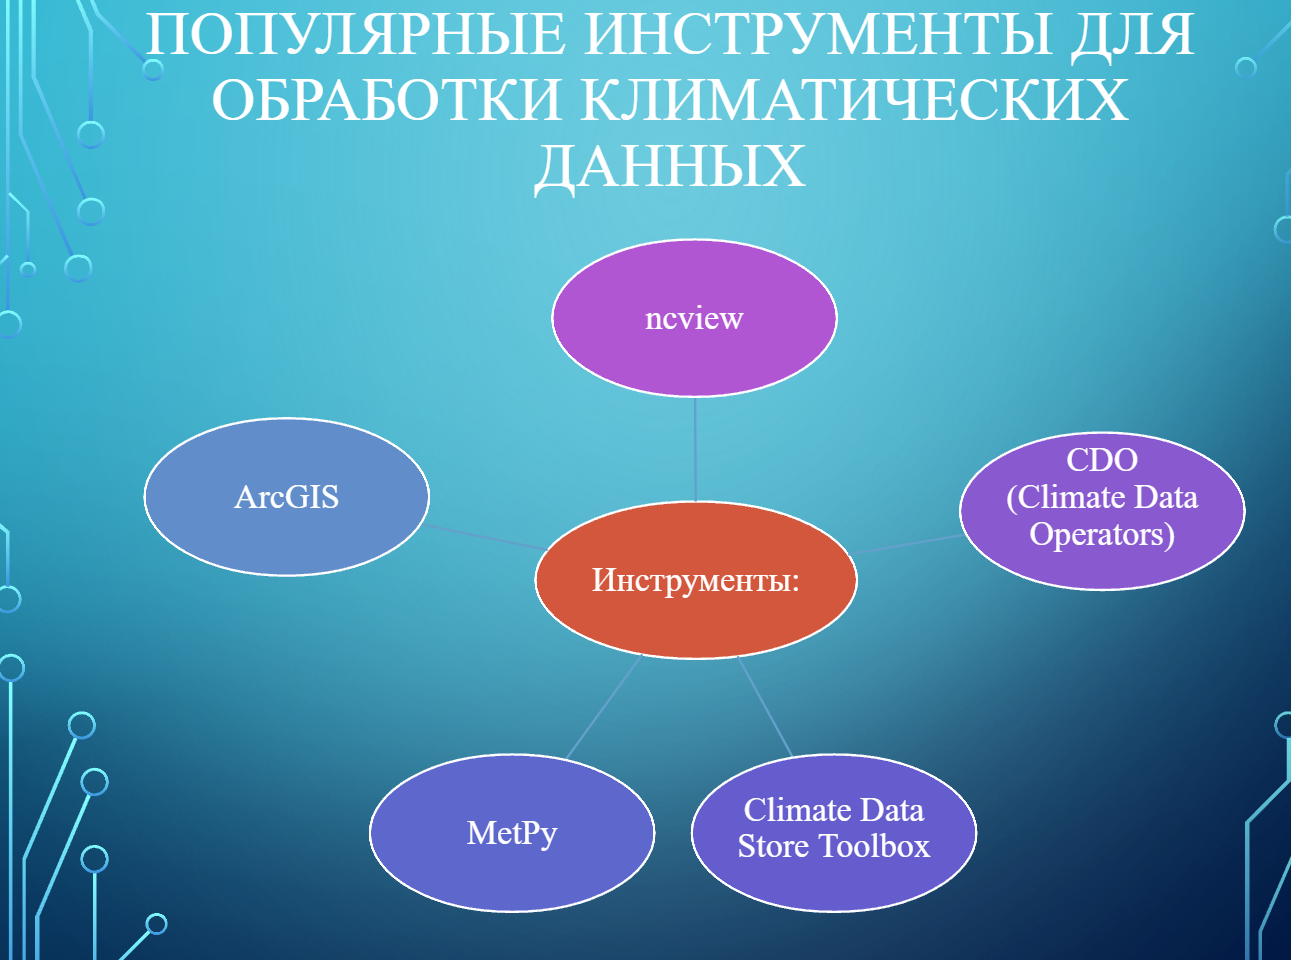 ПОПУЛЯРНЫЕ ИНСТРУМЕНТЫ ДЛЯ
ОБРАБОТКИ КЛИМАТИЧЕСКИХ
ДАННЫХ
ncview
ArcGIS
CDO
(Climate Data
Operators)
Инструменты:
MetPy
Climate Data
Store Toolbox